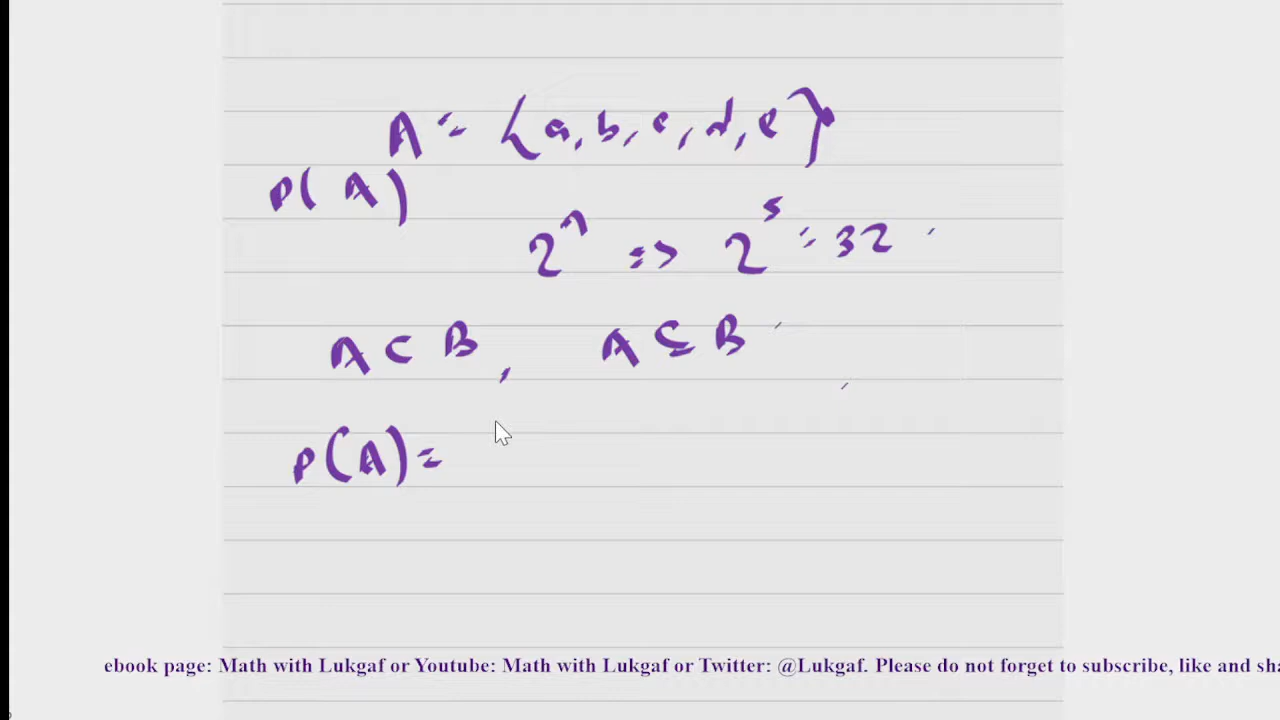 A = {a, b, c, d, e}
P(A)
2^n => 2^5 = 32
A ⊂ B, A ⊆ B
P(A) =
ebook page: Math with Lukgaf or Youtube: Math with Lukgaf or Twitter: @Lukgaf. Please do not forget to subscribe, like and sha